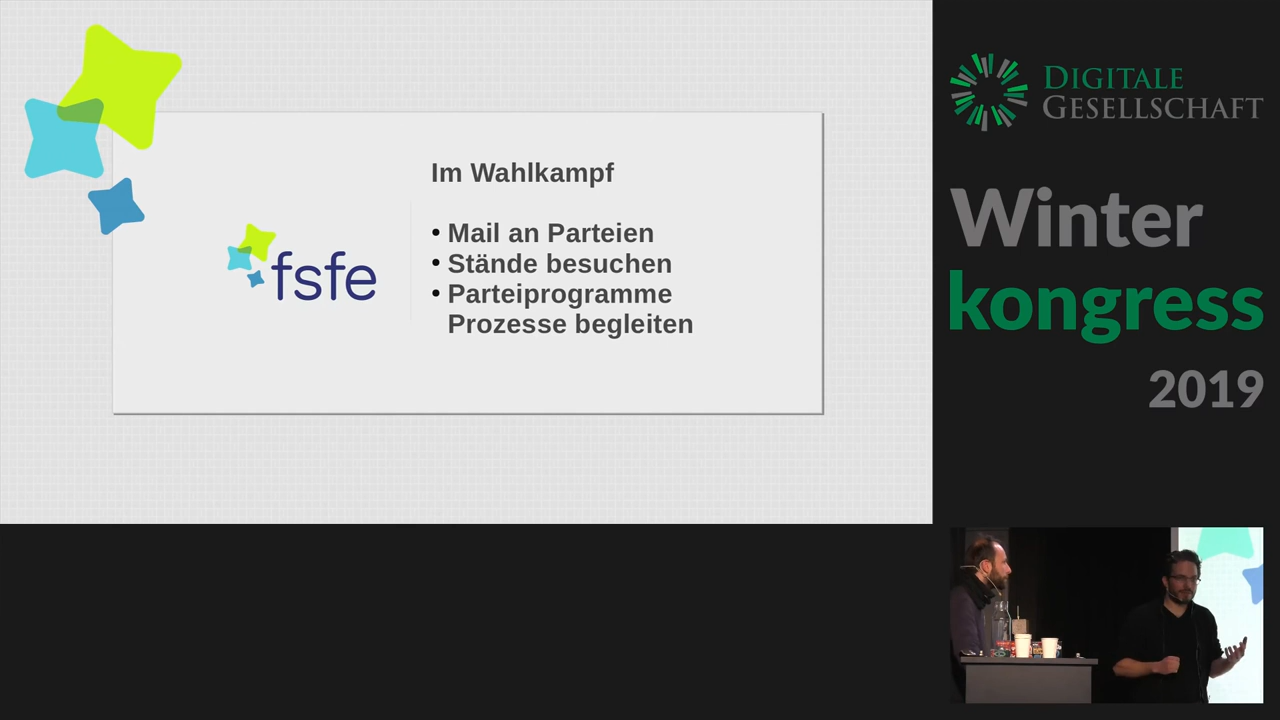 Im Wahlkampf
• Mail an Parteien
• Stände besuchen
• Parteiprogramme
Prozesse begleiten
fsfe
DIGITALE
GESELLSCHAFT
Winter
kongress
2019